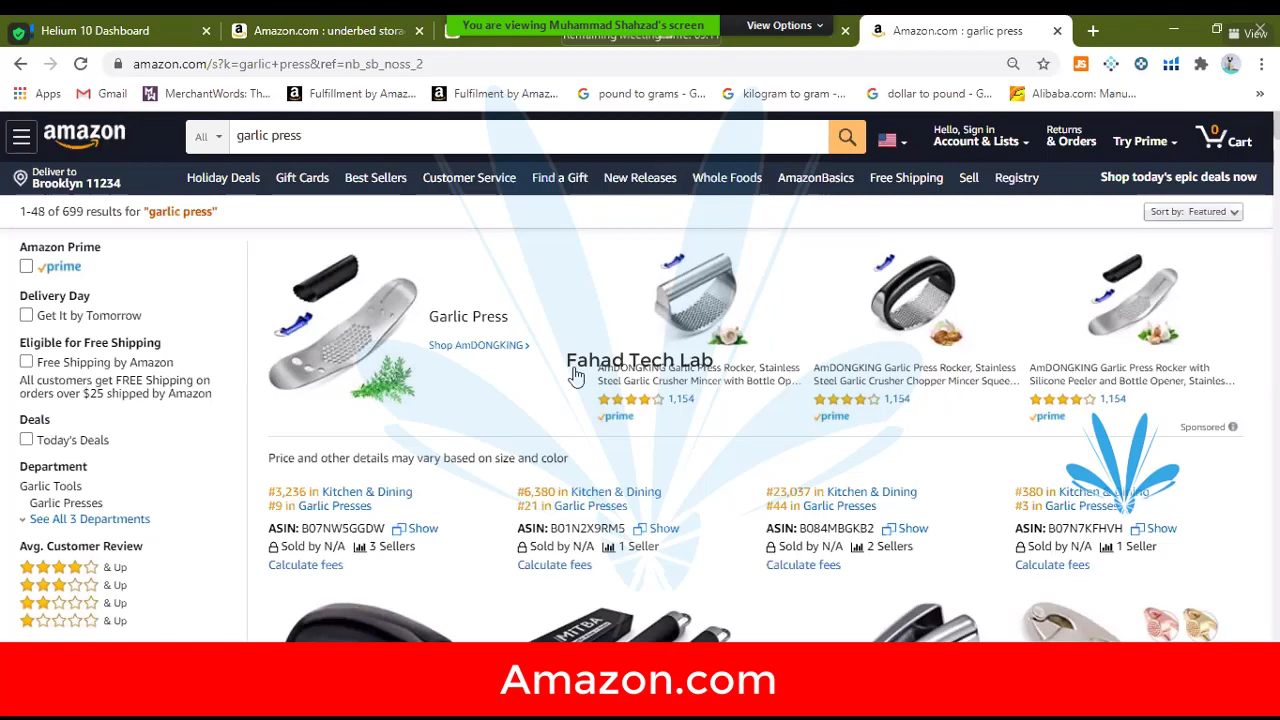 Helium 10 Dashboard
Amazon.com : underbed stora
You are viewing Muhammad Shahzad's screen
View Options
Amazon.com : garlic press
View
amazon.com/s?k=garlic+press&ref=nb_sb_noss_2
Apps
Gmail
MerchantWords: Th...
Fulfillment by Amaz...
Fulfillment by Amaz...
pound to grams - G...
kilogram to gram -...
dollar to pound - G...
Alibaba.com: Manu...
amazon
All
garlic press
Hello, Sign in
Account & Lists
Returns
& Orders
Try Prime
0
Cart
Deliver to
Brooklyn 11234
Holiday Deals
Gift Cards
Best Sellers
Customer Service
Find a Gift
New Releases
Whole Foods
AmazonBasics
Free Shipping
Sell
Registry
Shop today's epic deals now
1-48 of 699 results for "garlic press"
Sort by: Featured
Amazon Prime
prime
Delivery Day
Get It by Tomorrow
Eligible for Free Shipping
Free Shipping by Amazon
All customers get FREE Shipping on
orders over $25 shipped by Amazon
Deals
Today's Deals
Department
Garlic Tools
Garlic Presses
See All 3 Departments
Avg. Customer Review
& Up
& Up
& Up
& Up
Garlic Press
Shop AmDONGKING
Fahad Tech Lab
AmDONGKING Garlic Press Rocker, Stainless
Steel Garlic Crusher Mincer with Bottle Op...
1,154
prime
AmDONGKING Garlic Press Rocker, Stainless
Steel Garlic Crusher Chopper Mincer Squee...
1,154
prime
AmDONGKING Garlic Press Rocker with
Silicone Peeler and Bottle Opener, Stainles...
1,154
prime
Sponsored
Price and other details may vary based on size and color
#3,236 in Kitchen & Dining
#9 in Garlic Presses
ASIN: B07NW5GGDW Show
Sold by N/A 3 Sellers
Calculate fees
#6,380 in Kitchen & Dining
#21 in Garlic Presses
ASIN: B01N2X9RM5 Show
Sold by N/A 1 Seller
Calculate fees
#23,037 in Kitchen & Dining
#44 in Garlic Presses
ASIN: B084MBGKB2 Show
Sold by N/A 2 Sellers
Calculate fees
#380 in Kitchen & Dining
#3 in Garlic Presses
ASIN: B07N7KFHVH Show
Sold by N/A 1 Seller
Calculate fees
MITBA
Amazon.com